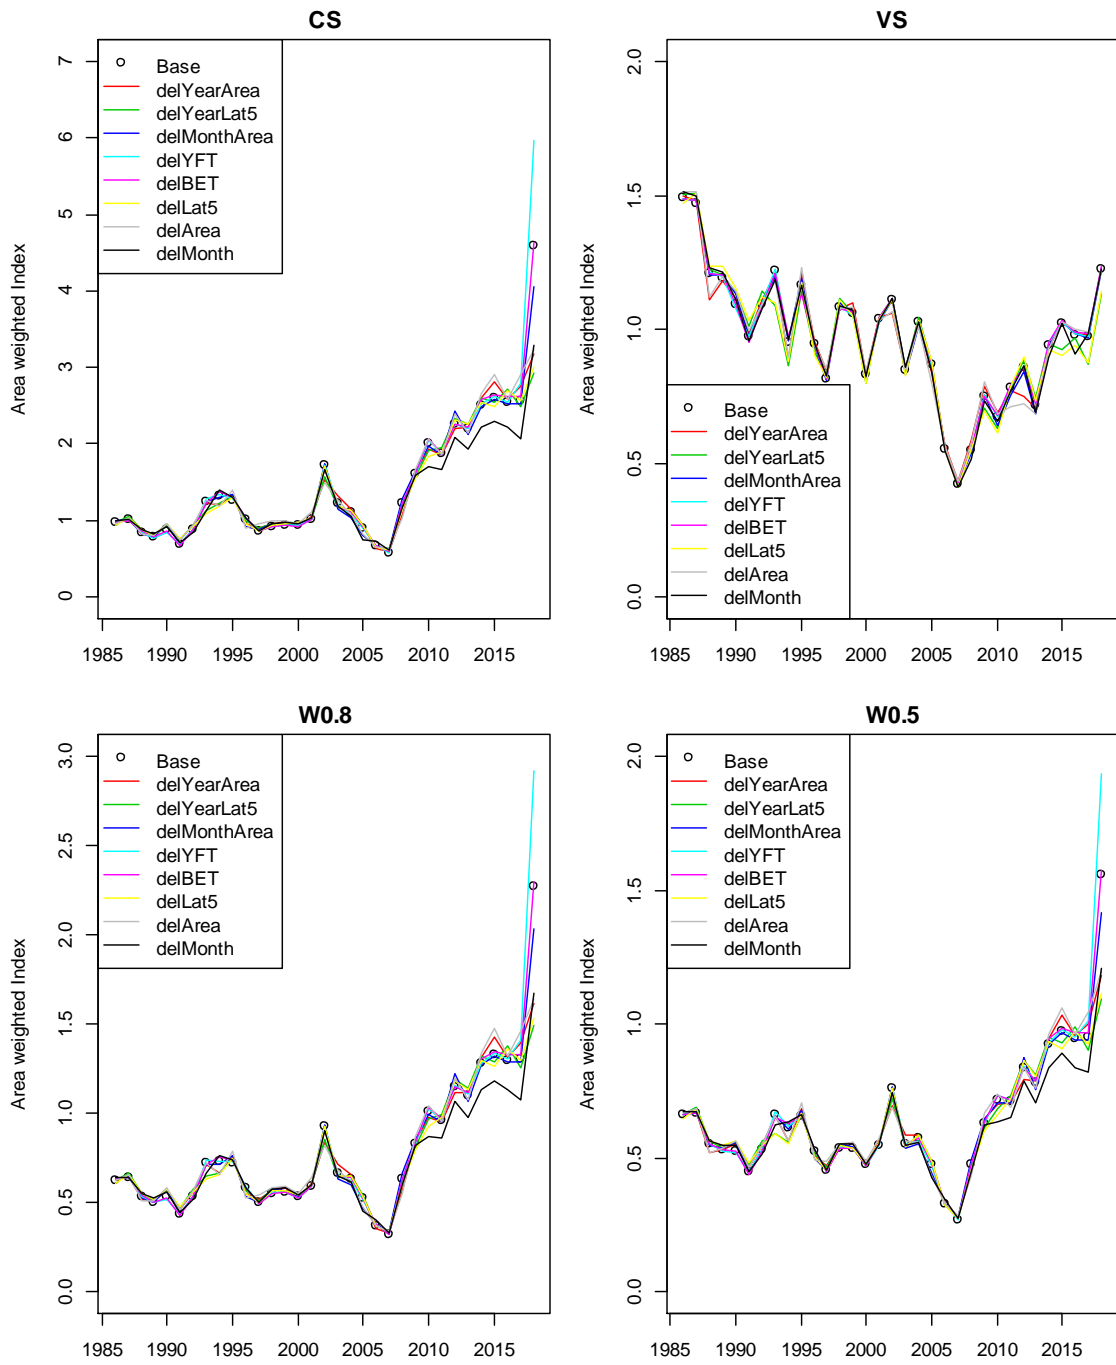 CS
Area weighted Index
7
6
5
4
3
2
1
0
Base
delYearArea
delYearLat5
delMonthArea
delYFT
delBET
delLat5
delArea
delMonth
1985 1990 1995 2000 2005 2010 2015
VS
Area weighted Index
2.0
1.5
1.0
0.5
0.0
Base
delYearArea
delYearLat5
delMonthArea
delYFT
delBET
delLat5
delArea
delMonth
1985 1990 1995 2000 2005 2010 2015
W0.8
Area weighted Index
3.0
2.5
2.0
1.5
1.0
0.5
0.0
Base
delYearArea
delYearLat5
delMonthArea
delYFT
delBET
delLat5
delArea
delMonth
1985 1990 1995 2000 2005 2010 2015
W0.5
Area weighted Index
2.0
1.5
1.0
0.5
0.0
Base
delYearArea
delYearLat5
delMonthArea
delYFT
delBET
delLat5
delArea
delMonth
1985 1990 1995 2000 2005 2010 2015